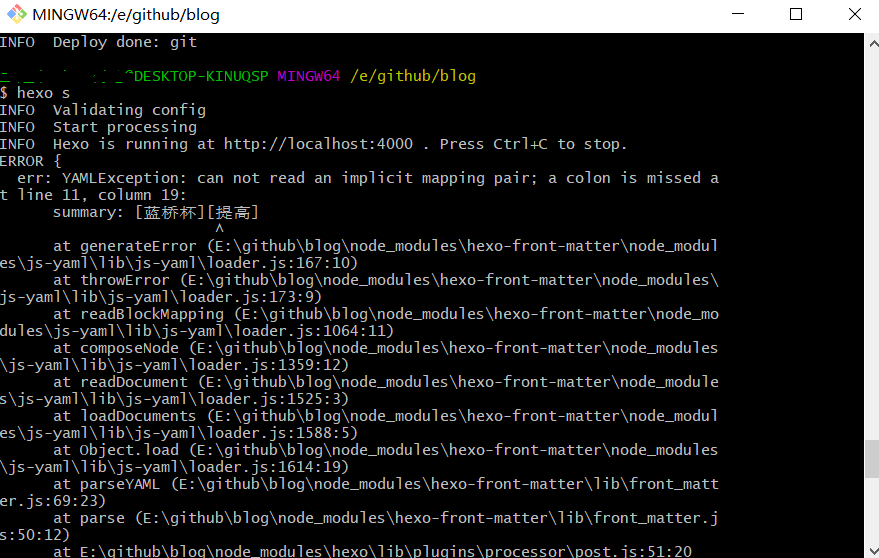 MINGW64:/e/github/blog
INFO  Deploy done: git
DESKTOP-KINUQSP MINGW64 /e/github/blog
$ hexo s
INFO  Validating config
INFO  Start processing
INFO  Hexo is running at http://localhost:4000 . Press Ctrl+C to stop.
ERROR {
  err: YAMLException: can not read an implicit mapping pair; a colon is missed a
t line 11, column 19:
      summary: [蓝桥杯][提高]
                        ^
      at generateError (E:\github\blog\node_modules\hexo-front-matter\node_modul
es\js-yaml\lib\js-yaml\loader.js:167:10)
      at throwError (E:\github\blog\node_modules\hexo-front-matter\node_modules\
js-yaml\lib\js-yaml\loader.js:173:9)
      at readBlockMapping (E:\github\blog\node_modules\hexo-front-matter\node_mo
dules\js-yaml\lib\js-yaml\loader.js:1064:11)
      at composeNode (E:\github\blog\node_modules\hexo-front-matter\node_modules
\js-yaml\lib\js-yaml\loader.js:1359:12)
      at readDocument (E:\github\blog\node_modules\hexo-front-matter\node_module
s\js-yaml\lib\js-yaml\loader.js:1525:3)
      at loadDocuments (E:\github\blog\node_modules\hexo-front-matter\node_modul
es\js-yaml\lib\js-yaml\loader.js:1588:5)
      at Object.load (E:\github\blog\node_modules\hexo-front-matter\node_modules
\js-yaml\lib\js-yaml\loader.js:1614:19)
      at parseYAML (E:\github\blog\node_modules\hexo-front-matter\lib\front_matt
er.js:69:23)
      at parse (E:\github\blog\node_modules\hexo-front-matter\lib\front_matter.j
s:50:12)
      at E:\github\blog\node_modules\hexo\lib\plugins\processor\post.js:51:20